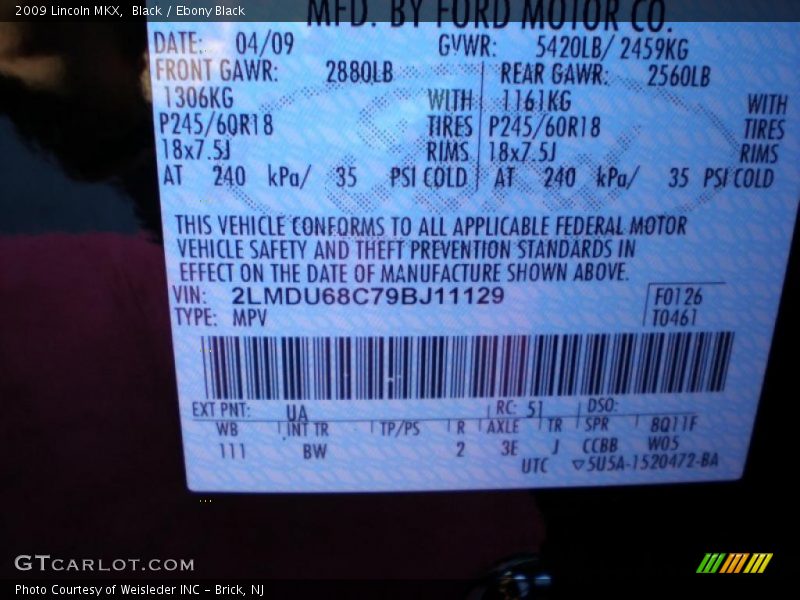 2009 Lincoln MKX,  Black / Ebony Black
MFD. BY FORD MOTOR CO.
DATE: 04/09 GVWR: 5420LB/ 2459KG
FRONT GAWR: 2880LB REAR GAWR: 2560LB
1306KG WITH 1161KG WITH
P245/60R18 TIRES P245/60R18 TIRES
18x7.5J RIMS 18x7.5J RIMS
AT 240 kPa/ 35 PSI COLD AT 240 kPa/ 35 PSI COLD
THIS VEHICLE CONFORMS TO ALL APPLICABLE FEDERAL MOTOR
VEHICLE SAFETY AND THEFT PREVENTION STANDARDS IN
EFFECT ON THE DATE OF MANUFACTURE SHOWN ABOVE.
VIN: 2LMDU68C79BJ11129 F0126
TYPE: MPV T0461
EXT PNT: UA RC: 51 DSO:
WB INT TR TP/PS R AXLE TR SPR 8Q11F
111 BW 2 3E J CCBB W05
UTC ▽5U5A-1520472-BA
GTCARLOT.COM
Photo Courtesy of Weisleder INC - Brick, NJ